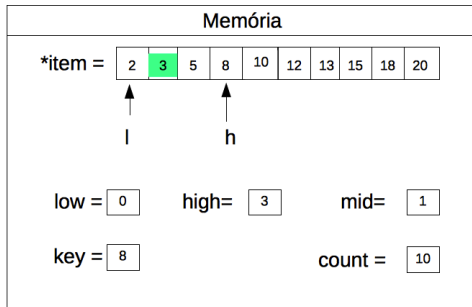 Memória
*item = 2 3 5 8 10 12 13 15 18 20
l h
low = 0 high= 3 mid= 1
key = 8 count = 10